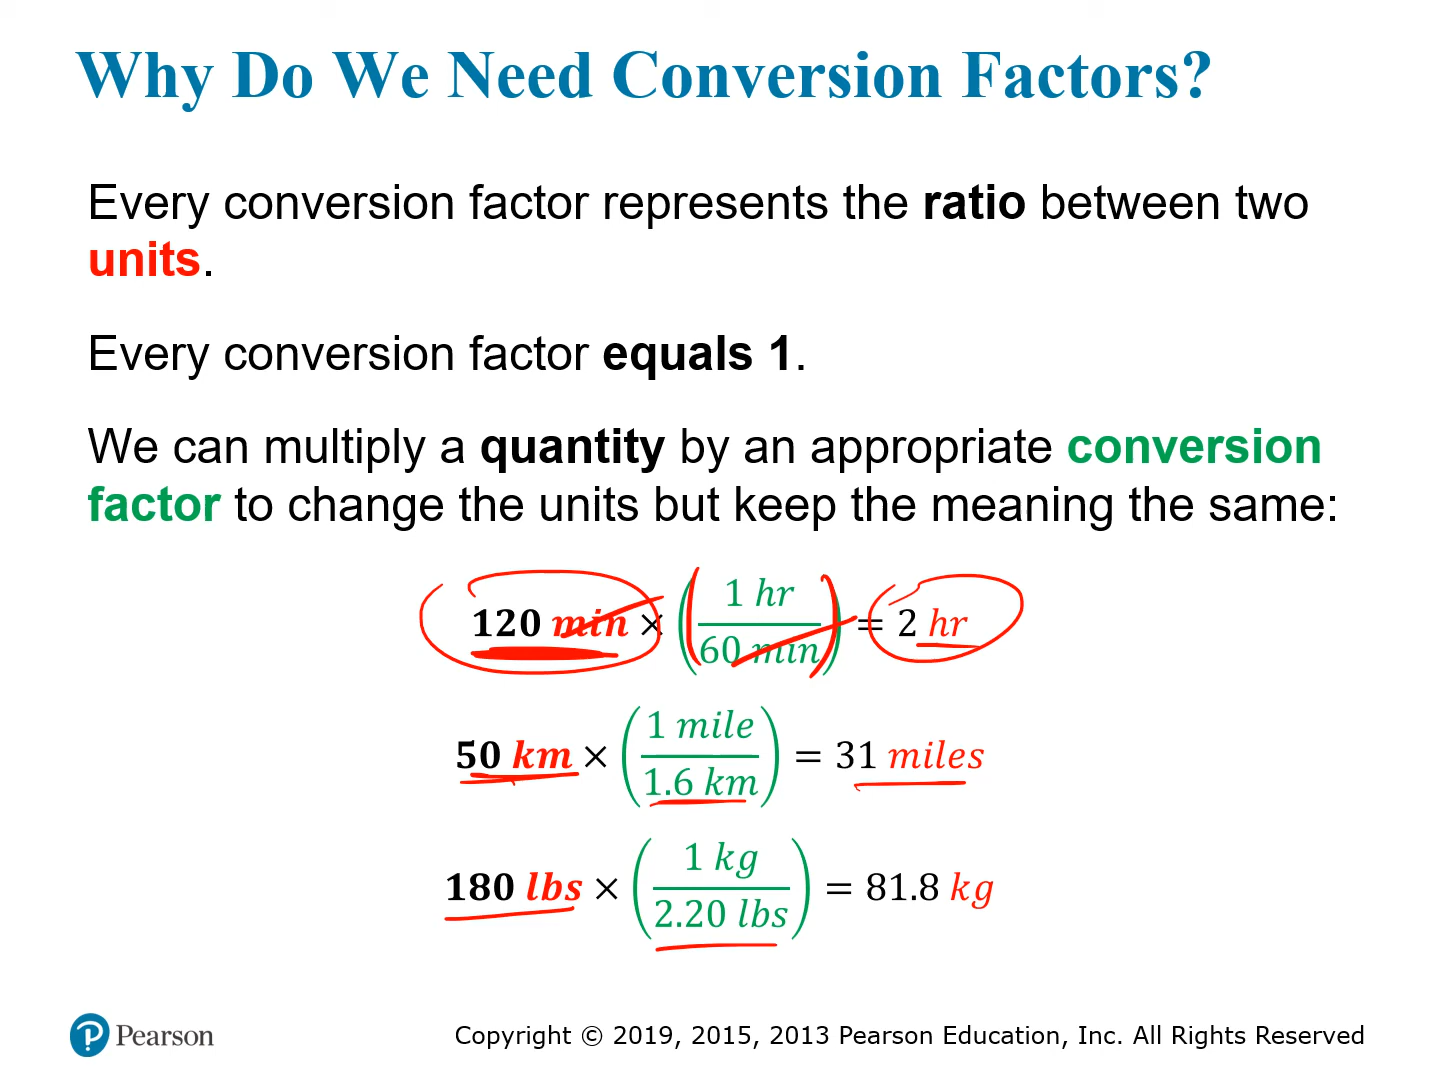 Why Do We Need Conversion Factors?
Every conversion factor represents the ratio between two
units.
Every conversion factor equals 1.
We can multiply a quantity by an appropriate conversion
factor to change the units but keep the meaning the same:
120 min × (1 hr / 60 min) = 2 hr
50 km × (1 mile / 1.6 km) = 31 miles
180 lbs × (1 kg / 2.20 lbs) = 81.8 kg
Pearson
Copyright © 2019, 2015, 2013 Pearson Education, Inc. All Rights Reserved